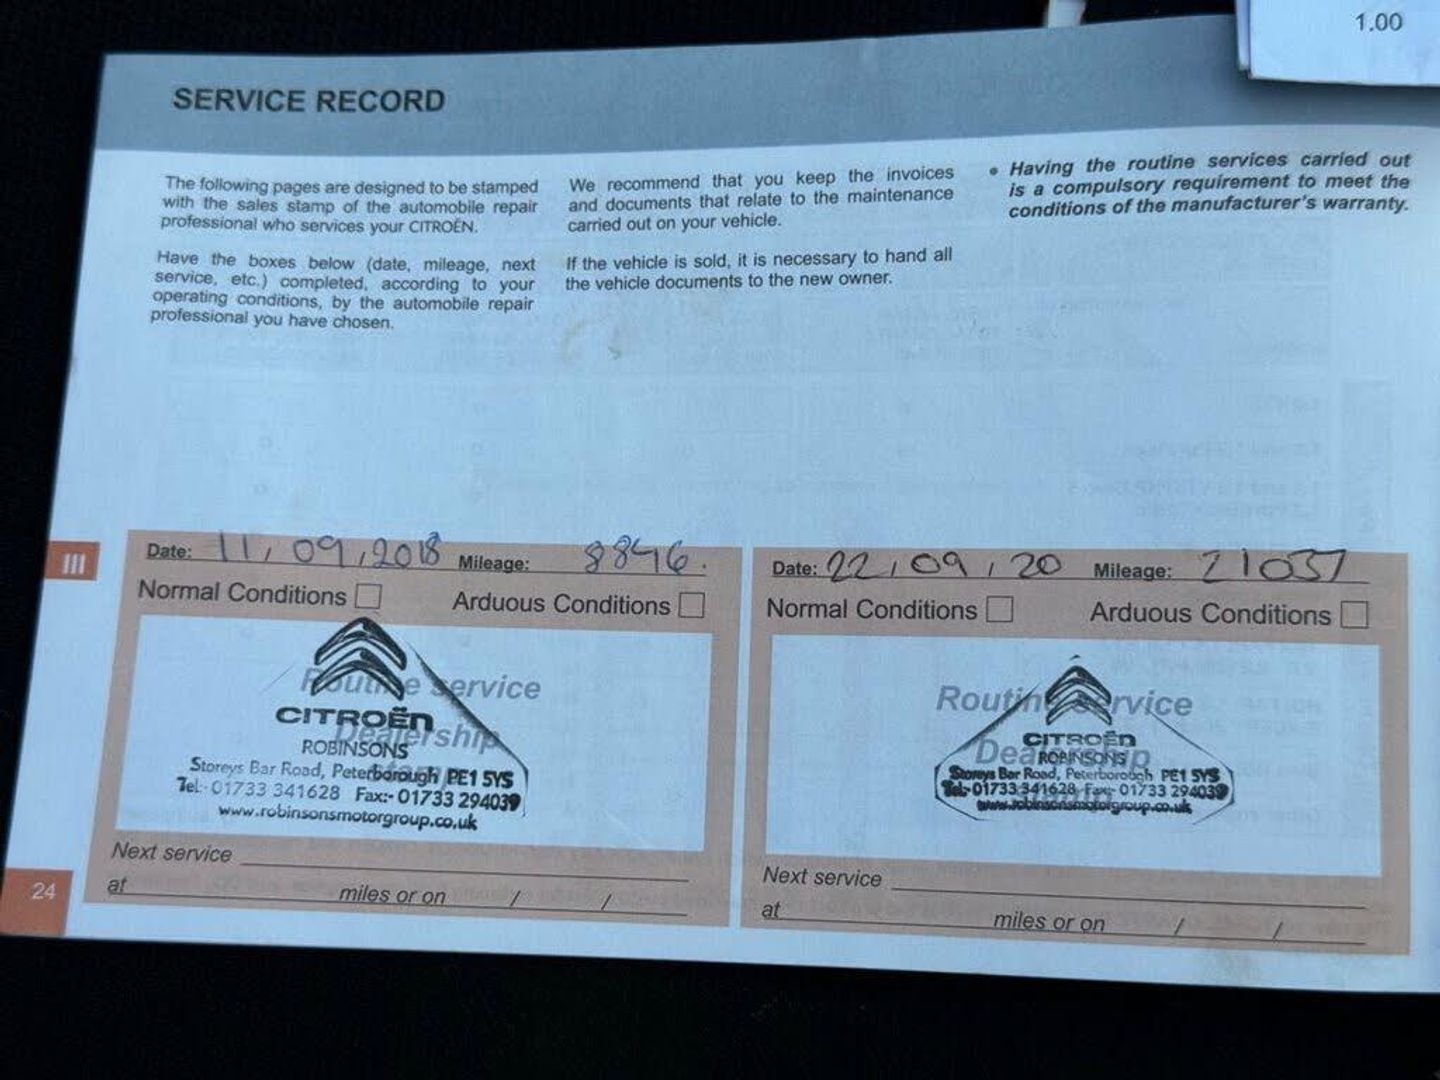 1.00
SERVICE RECORD
The following pages are designed to be stamped
with the sales stamp of the automobile repair
professional who services your CITROËN.
Have the boxes below (date, mileage, next
service, etc.) completed, according to your
operating conditions, by the automobile repair
professional you have chosen.
We recommend that you keep the invoices
and documents that relate to the maintenance
carried out on your vehicle.
If the vehicle is sold, it is necessary to hand all
the vehicle documents to the new owner.
• Having the routine services carried out
is a compulsory requirement to meet the
conditions of the manufacturer's warranty.
III
Date: 11/09/2018 Mileage: 8846.
Normal Conditions Arduous Conditions
Routine service
CITROËN
Dealership
ROBINSONS
Storeys Bar Road, Peterborough PE1 5YS
Tel:- 01733 341628 Fax:- 01733 294039
www.robinsonsmotorgroup.co.uk
Next service
at miles or on / /
Date: 22/09/20 Mileage: 21037
Normal Conditions Arduous Conditions
Routine service
CITROËN
Dealership
ROBINSONS
Storeys Bar Road, Peterborough PE1 5YS
Tel:- 01733 341628 Fax:- 01733 294039
www.robinsonsmotorgroup.co.uk
Next service
at miles or on / /
24